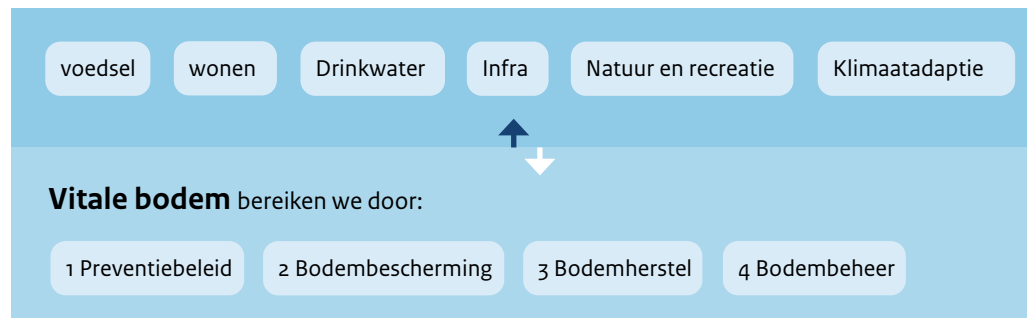 voedsel wonen Drinkwater Infra Natuur en recreatie Klimaatadaptie
Vitale bodem bereiken we door:
1 Preventiebeleid 2 Bodembescherming 3 Bodemherstel 4 Bodembeheer